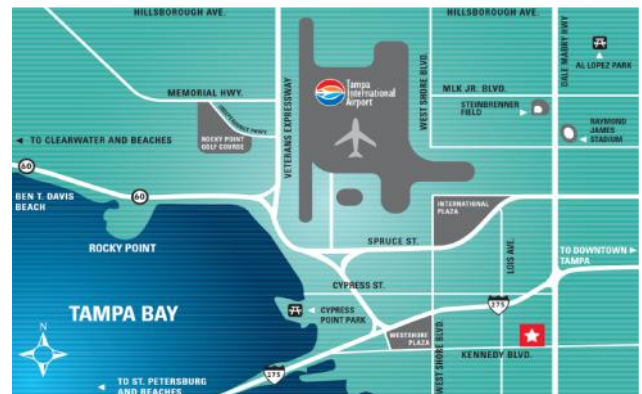 HILLSBOROUGH AVE.
HILLSBOROUGH AVE.
DALE MABRY HWY
AL LOPEZ PARK
VETERANS EXPRESSWAY
Tampa
International
Airport
WEST SHORE BLVD.
MLK JR. BLVD.
MEMORIAL HWY.
INDEPENDENCE PKWY.
STEINBRENNER
FIELD
RAYMOND
JAMES
STADIUM
TO CLEARWATER AND BEACHES
ROCKY POINT
GOLF COURSE
60
60
BEN T. DAVIS
BEACH
INTERNATIONAL
PLAZA
ROCKY POINT
SPRUCE ST.
LOIS AVE.
TO DOWNTOWN
TAMPA
CYPRESS ST.
TAMPA BAY
CYPRESS
POINT PARK
275
N
WESTSHORE
PLAZA
WEST SHORE BLVD.
KENNEDY BLVD.
275
TO ST. PETERSBURG
AND BEACHES